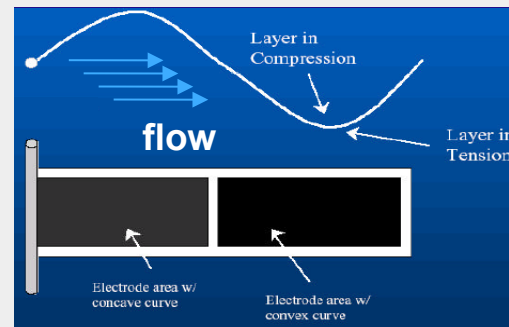 Layer in
Compression
flow
Layer in
Tension
Electrode area w/
concave curve
Electrode area w/
convex curve